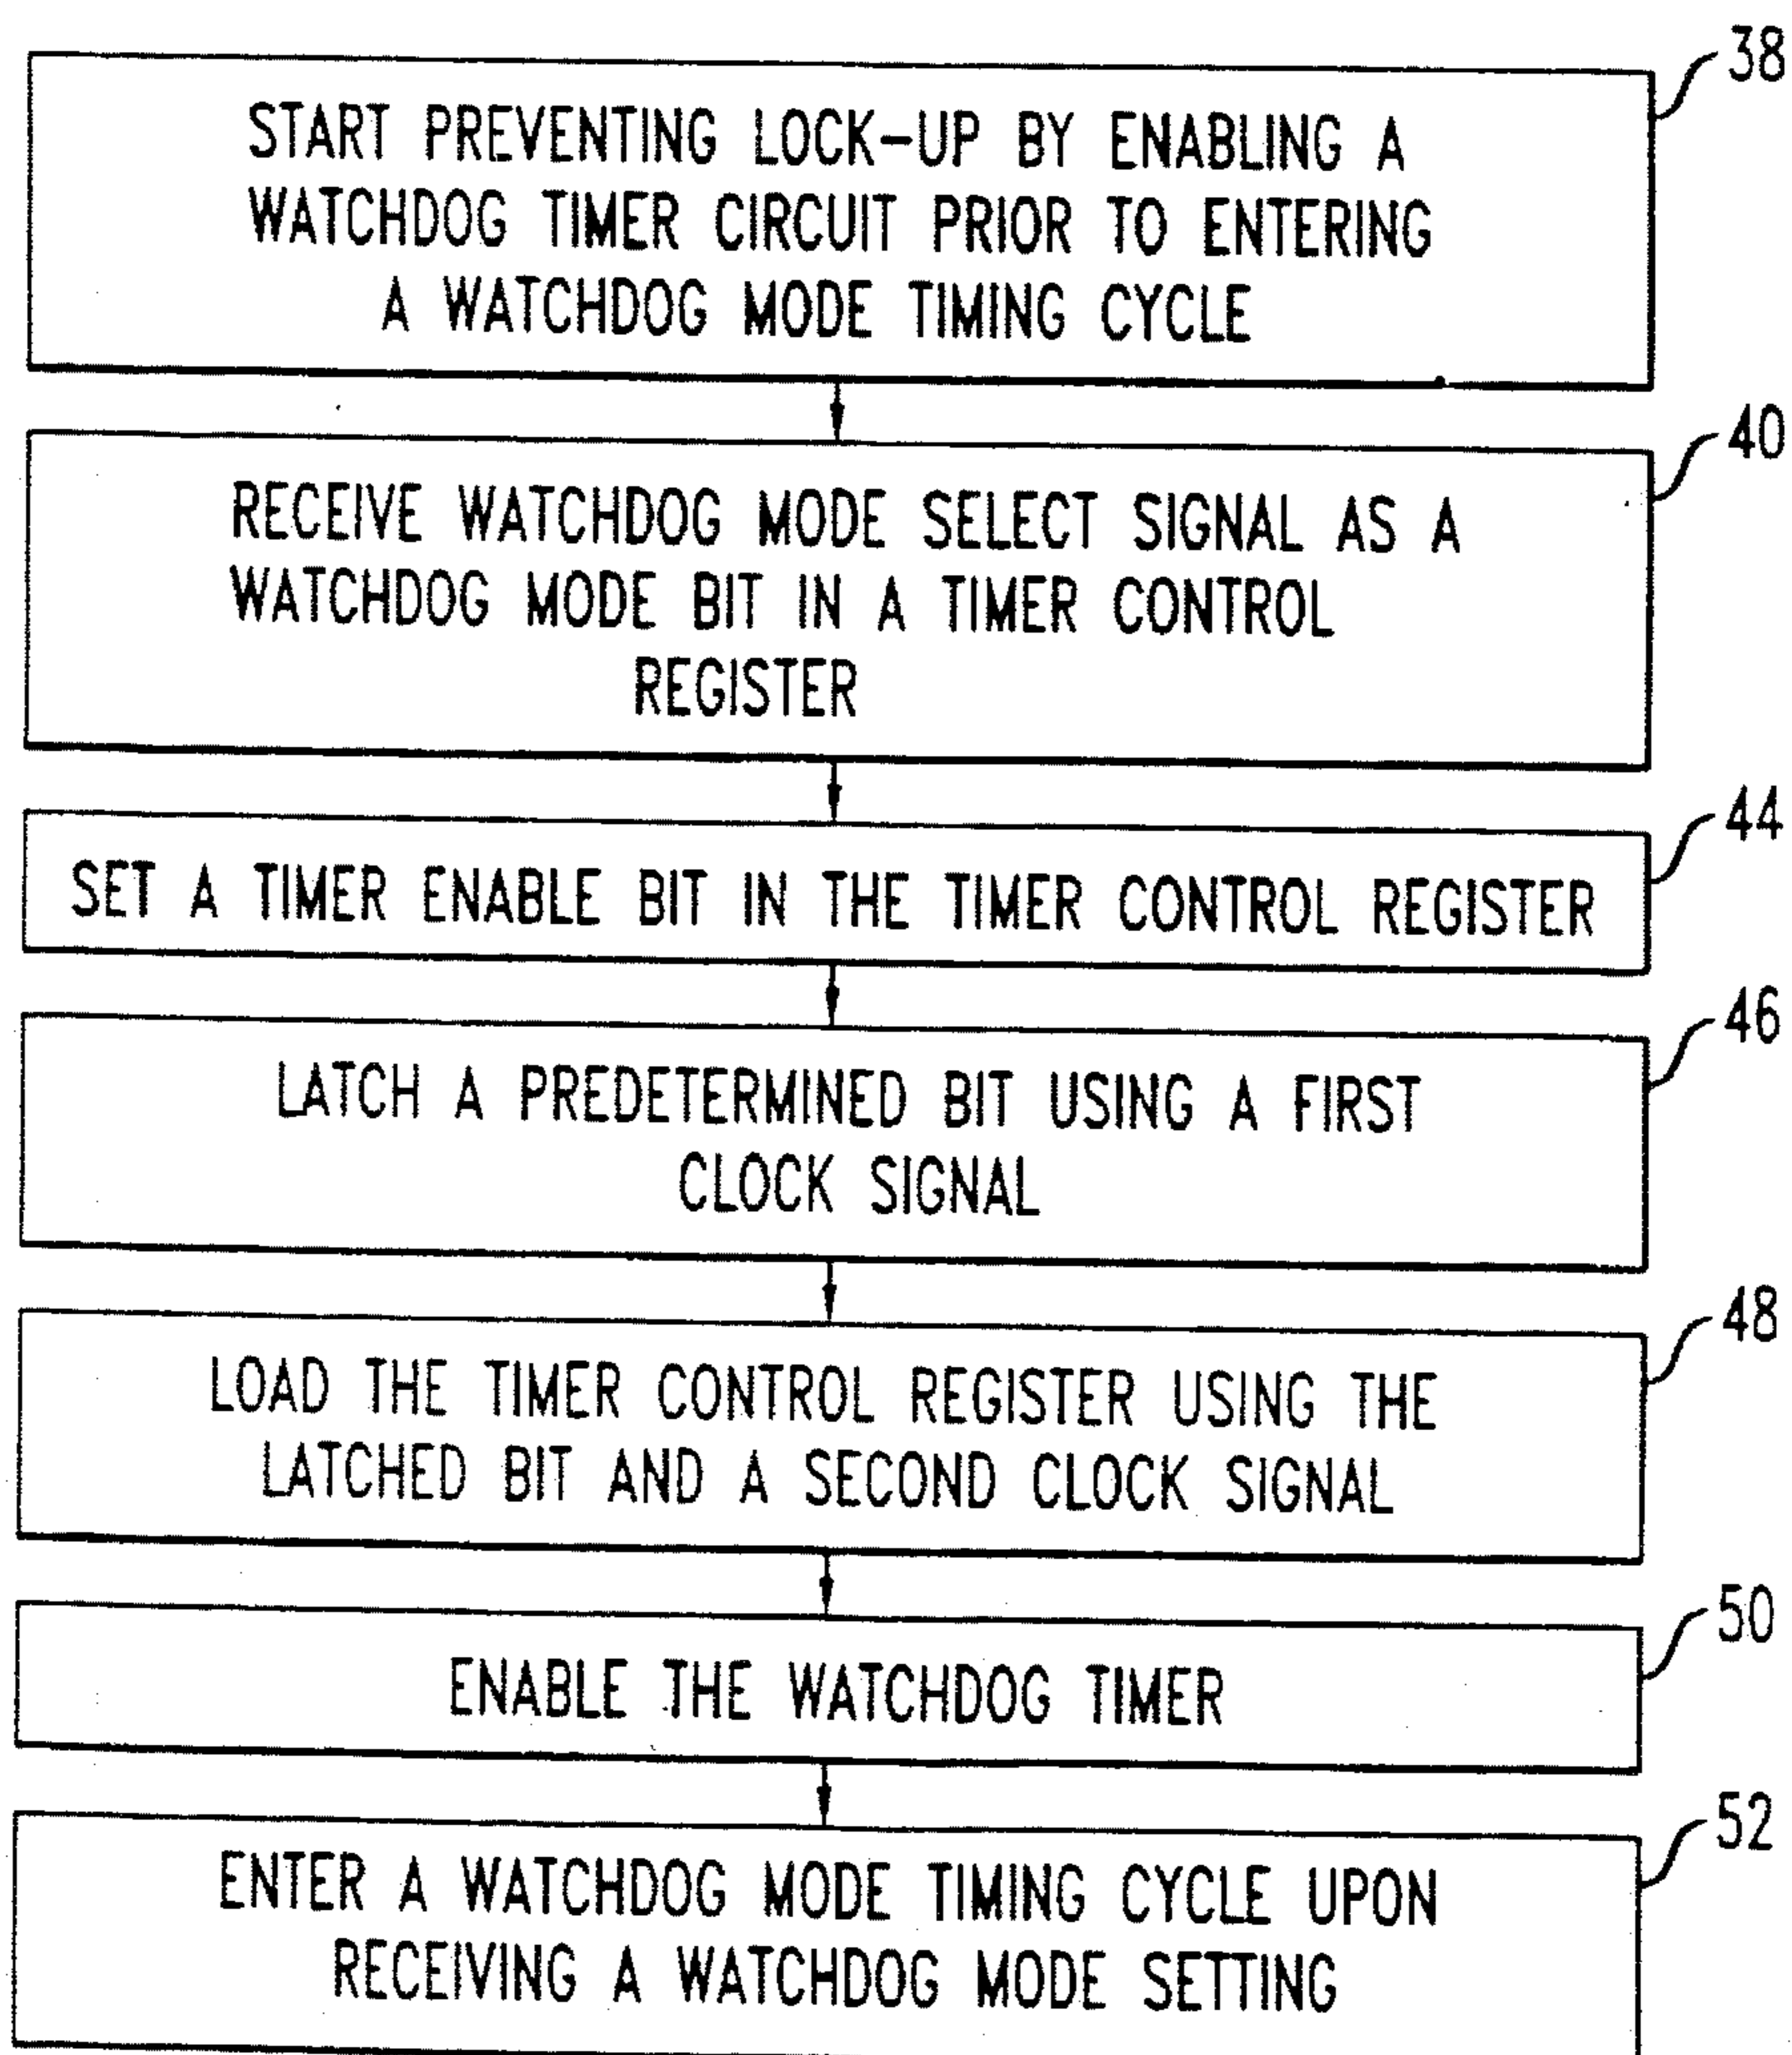 38
START PREVENTING LOCK-UP BY ENABLING A
WATCHDOG TIMER CIRCUIT PRIOR TO ENTERING
A WATCHDOG MODE TIMING CYCLE
40
RECEIVE WATCHDOG MODE SELECT SIGNAL AS A
WATCHDOG MODE BIT IN A TIMER CONTROL
REGISTER
44
SET A TIMER ENABLE BIT IN THE TIMER CONTROL REGISTER
46
LATCH A PREDETERMINED BIT USING A FIRST
CLOCK SIGNAL
48
LOAD THE TIMER CONTROL REGISTER USING THE
LATCHED BIT AND A SECOND CLOCK SIGNAL
50
ENABLE THE WATCHDOG TIMER
52
ENTER A WATCHDOG MODE TIMING CYCLE UPON
RECEIVING A WATCHDOG MODE SETTING